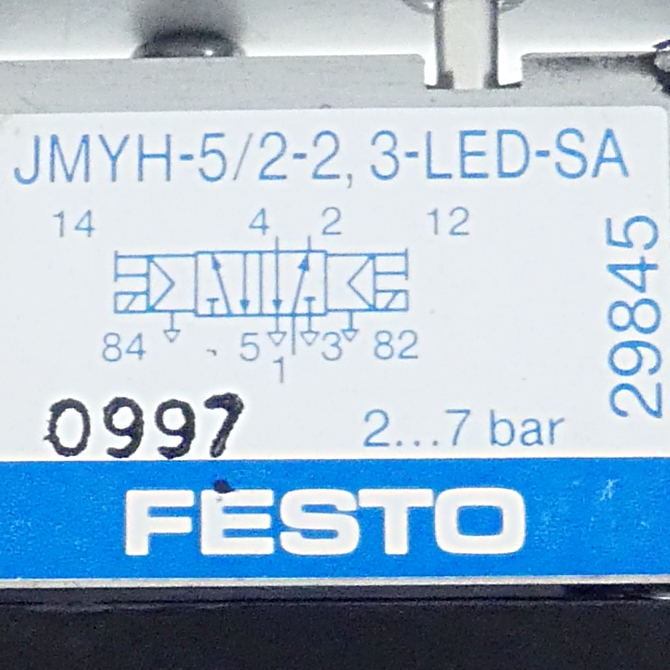 JMYH-5/2-2, 3-LED-SA
14 4 2 12
84 5 3 82
1
29845
0997 2...7 bar
FESTO